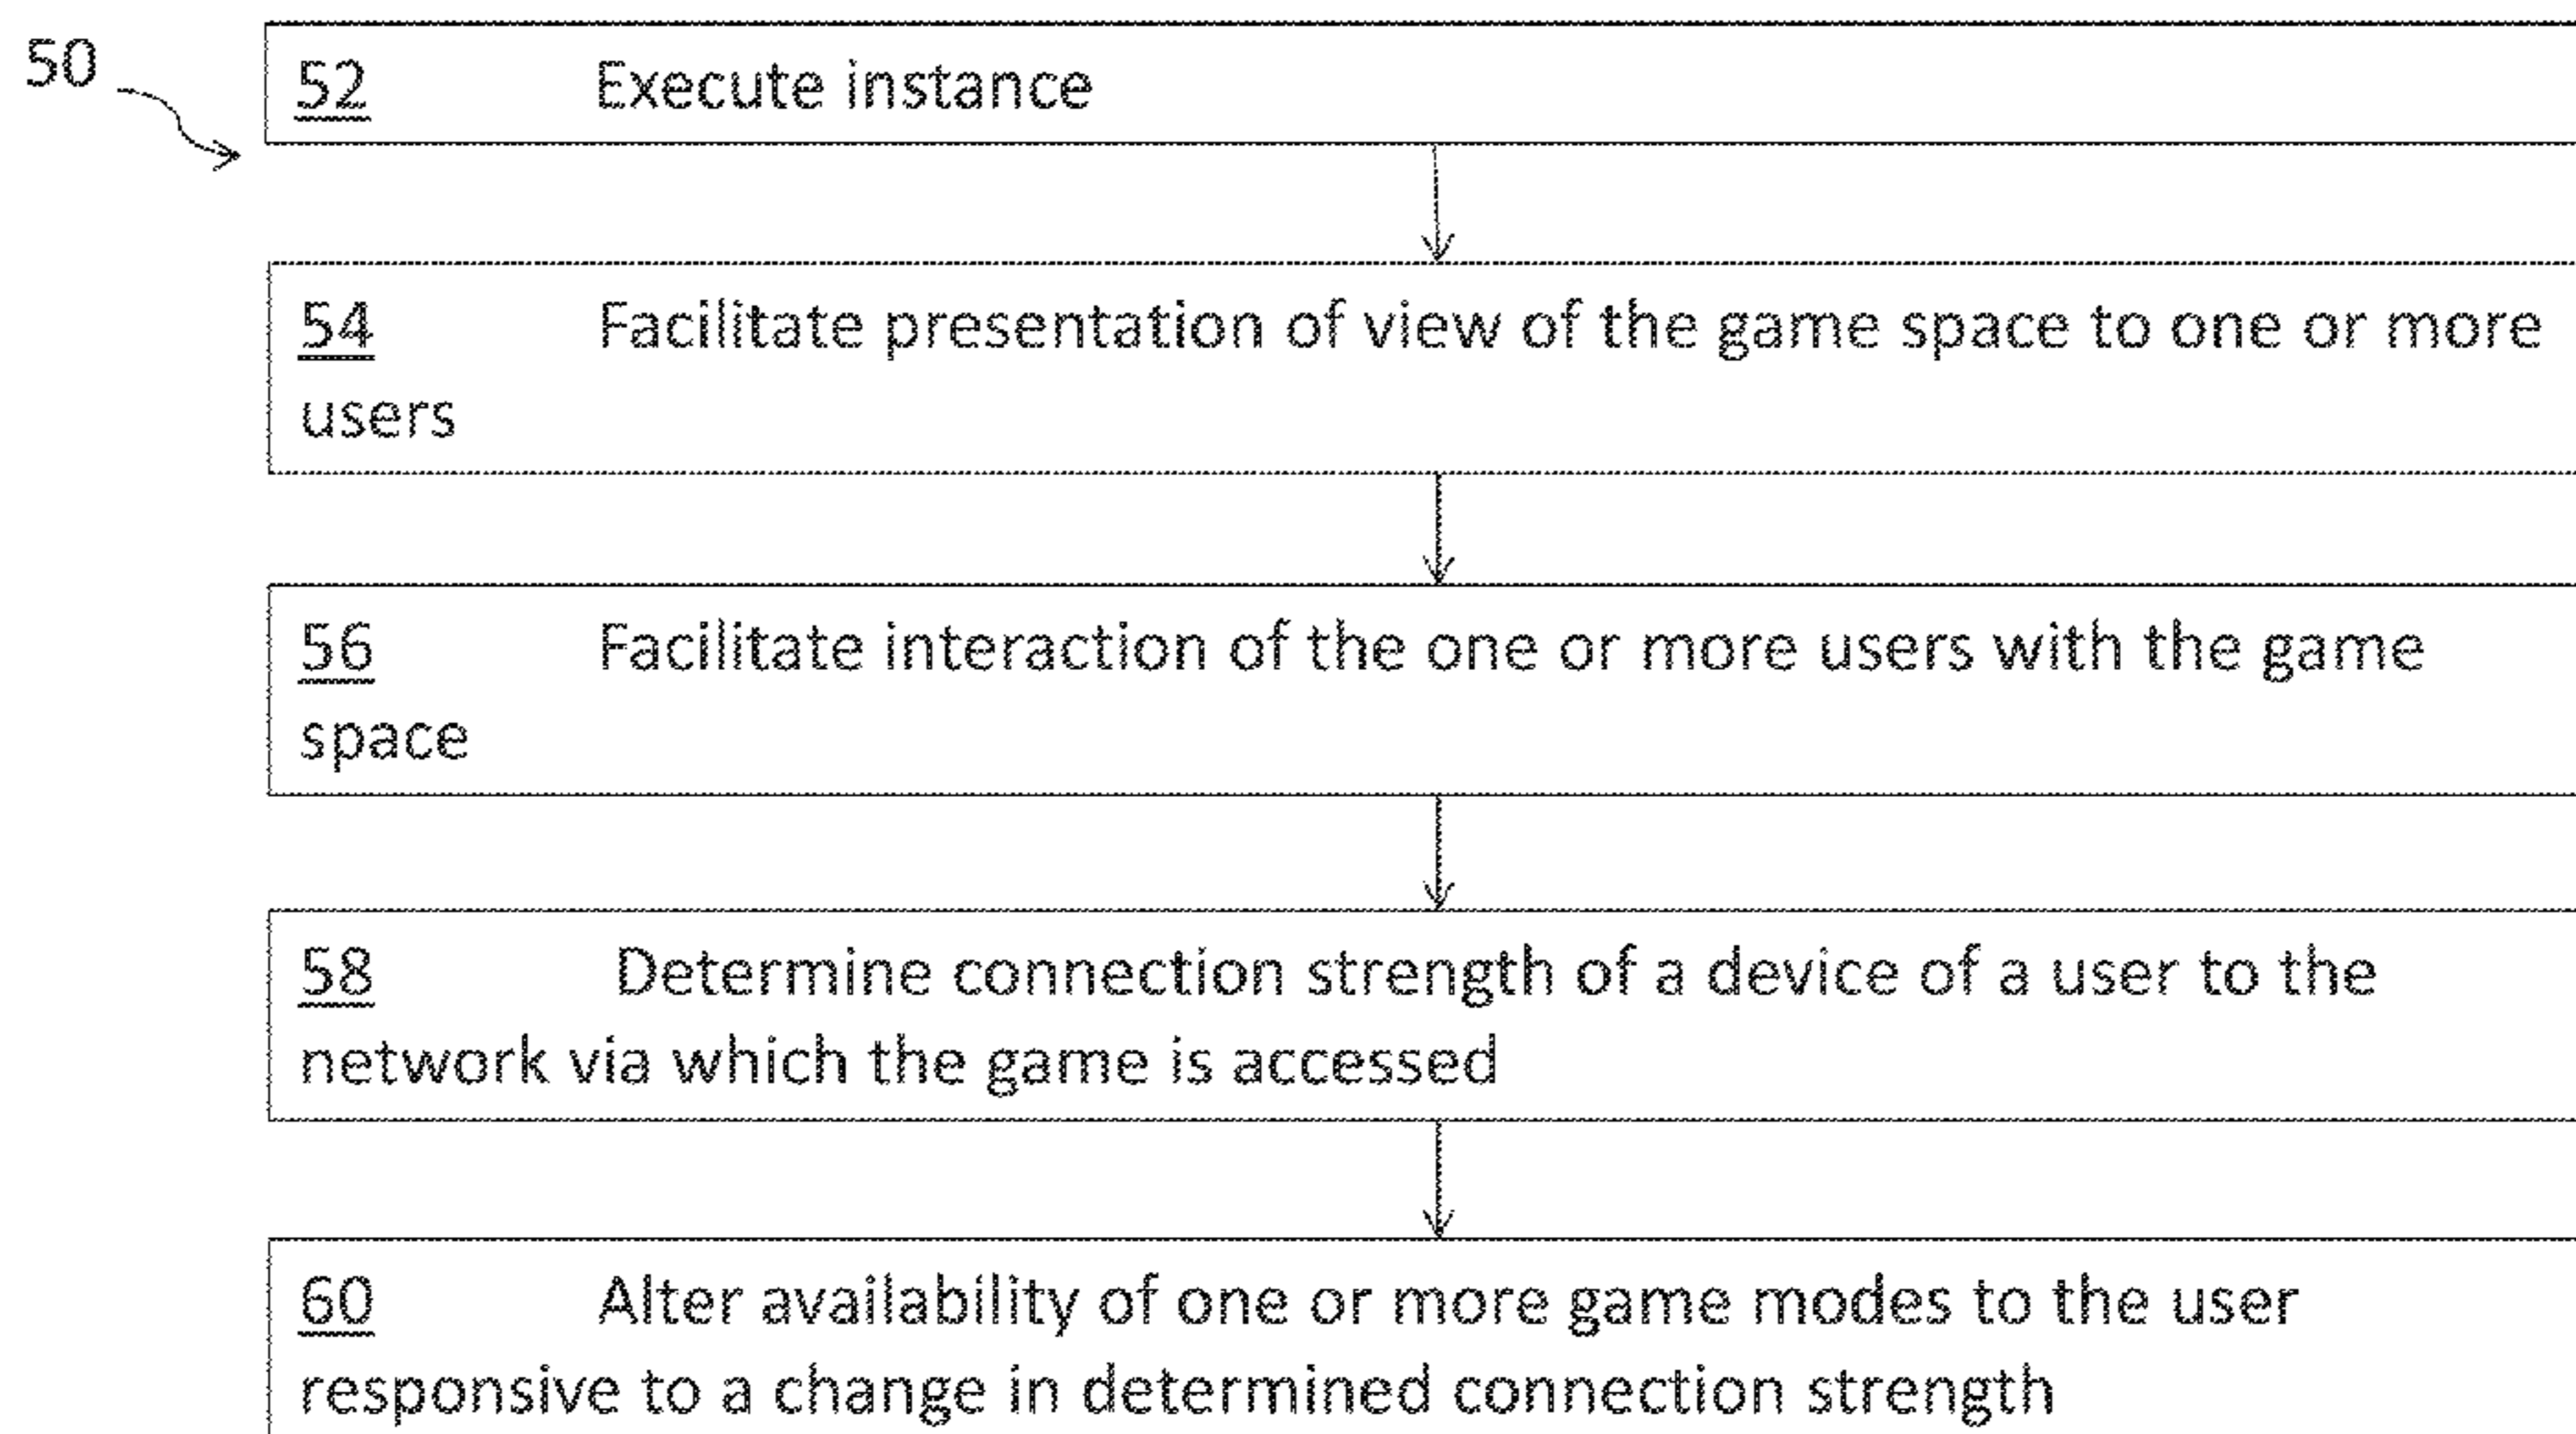 50
52 Execute instance
54 Facilitate presentation of view of the game space to one or more
users
56 Facilitate interaction of the one or more users with the game
space
58 Determine connection strength of a device of a user to the
network via which the game is accessed
60 Alter availability of one or more game modes to the user
responsive to a change in determined connection strength